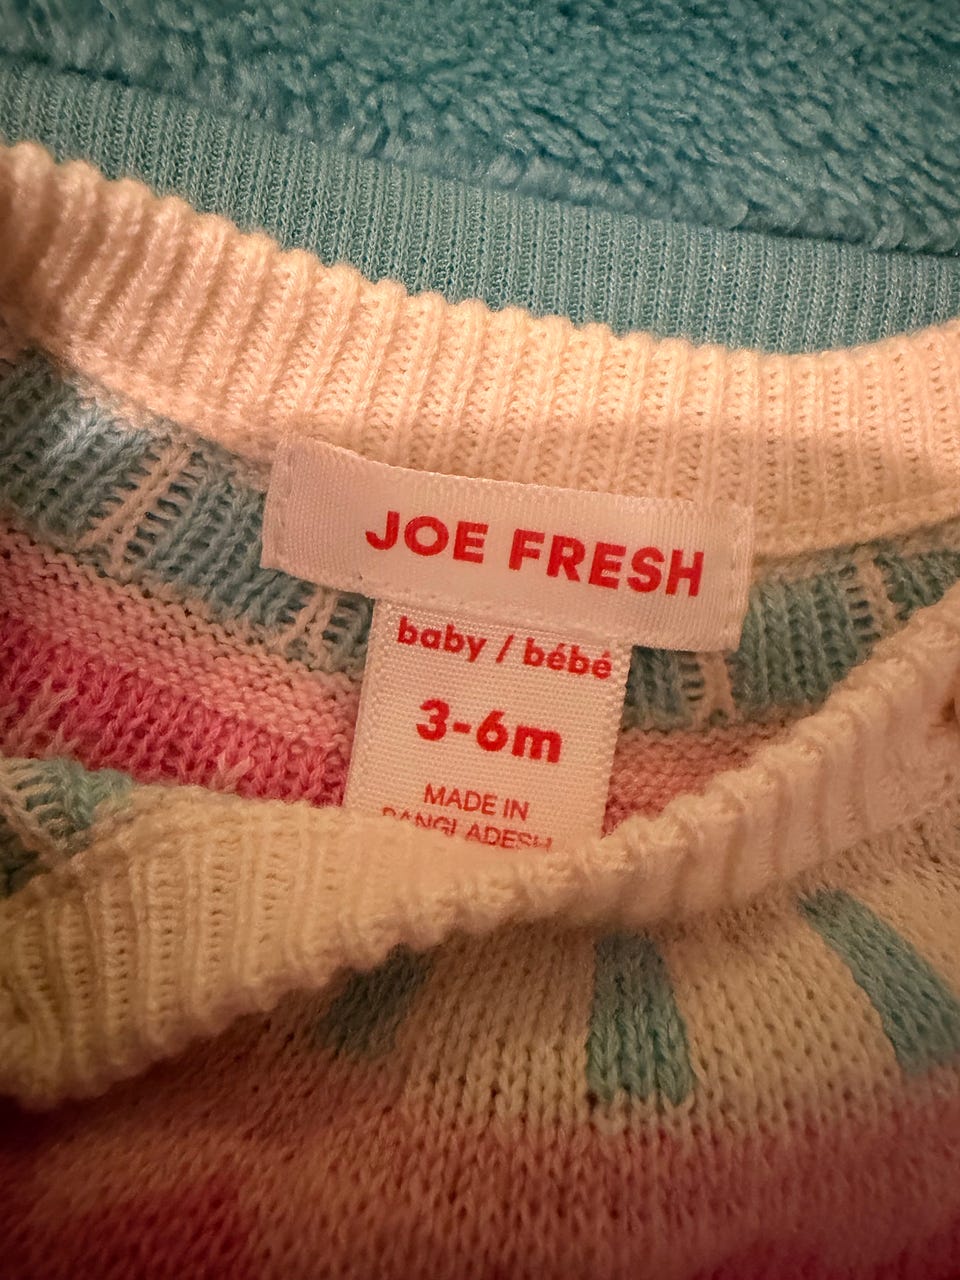 JOE FRESH
baby / bébé
3-6m
MADE IN
BANGLADESH